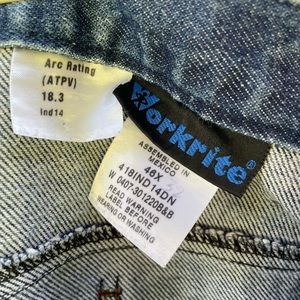 Arc Rating
(ATPV)
18.3
Ind14
Workrite®
ASSEMBLED IN
MEXICO
46X
418IND14DN
W 0407-301220B&B
READ WARNING
LABEL BEFORE
WEARING OR WASHING